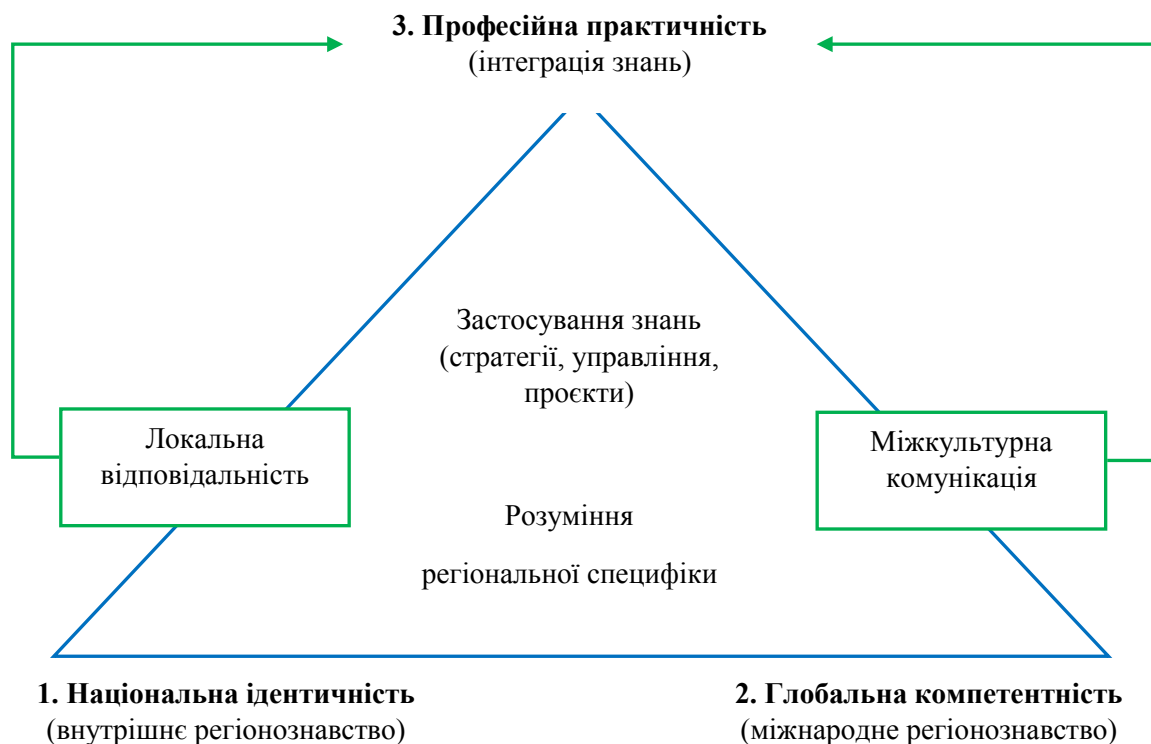 3. Професійна практичність
(інтеграція знань)
Застосування знань
(стратегії, управління,
проєкти)
Локальна
відповідальність
Міжкультурна
комунікація
Розуміння
регіональної специфіки
1. Національна ідентичність
(внутрішнє регіонознавство)
2. Глобальна компетентність
(міжнародне регіонознавство)